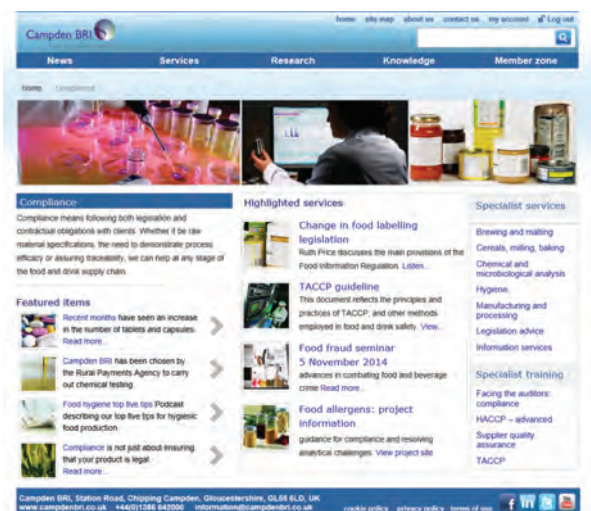 home site map about us contact us my account Log out
Campden BRI
News Services Research Knowledge Member zone
home Compliance
Compliance
Compliance means following both legislation and
contractual obligations with clients. Whether it be raw
material specifications, the need to demonstrate process
efficacy or assuring traceability, we can help at any stage of
the food and drink supply chain.
Featured items
Recent months have seen an increase
in the number of tablets and capsules.
Read more...
Campden BRI has been chosen by
the Rural Payments Agency to carry
out chemical testing.
Food hygiene top five tips Podcast
describing our top five tips for hygienic
food production.
Compliance is not just about ensuring
that your product is legal.
Read more...
Highlighted services
Change in food labelling
legislation
Ruth Price discusses the main provisions of the
Food Information Regulation. Listen...
TACCP guideline
This document reflects the principles and
practices of TACCP, and other methods
employed in food and drink safety. View...
Food fraud seminar
5 November 2014
advances in combating food and beverage
crime Read more...
Food allergens: project
information
guidance for compliance and resolving
analytical challenges. View project site
Specialist services
Brewing and malting
Cereals, milling, baking
Chemical and
microbiological analysis
Hygiene
Manufacturing and
processing
Legislation advice
Information services
Specialist training
Facing the auditors:
compliance
HACCP – advanced
Supplier quality
assurance
TACCP
Campden BRI, Station Road, Chipping Campden, Gloucestershire, GL55 6LD, UK
www.campdenbri.co.uk +44(0)1386 842000 information@campdenbri.co.uk
cookie policy privacy policy terms of use